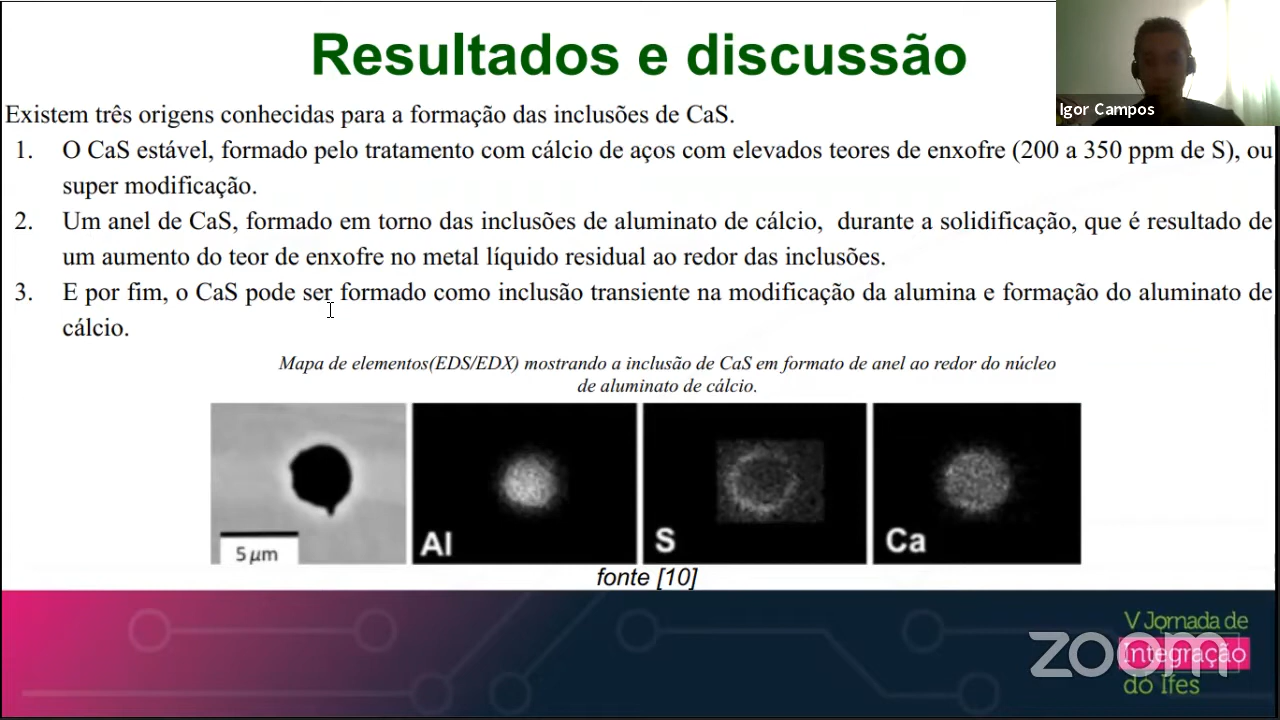 Resultados e discussão
Igor Campos
Existem três origens conhecidas para a formação das inclusões de CaS.
1. O CaS estável, formado pelo tratamento com cálcio de aços com elevados teores de enxofre (200 a 350 ppm de S), ou
super modificação.
2. Um anel de CaS, formado em torno das inclusões de aluminato de cálcio, durante a solidificação, que é resultado de
um aumento do teor de enxofre no metal líquido residual ao redor das inclusões.
3. E por fim, o CaS pode ser formado como inclusão transiente na modificação da alumina e formação do aluminato de
cálcio.
Mapa de elementos(EDS/EDX) mostrando a inclusão de CaS em formato de anel ao redor do núcleo
de aluminato de cálcio.
5 µm
Al
S
Ca
fonte [10]
V Jornada de
Integração
do Ifes
zoom